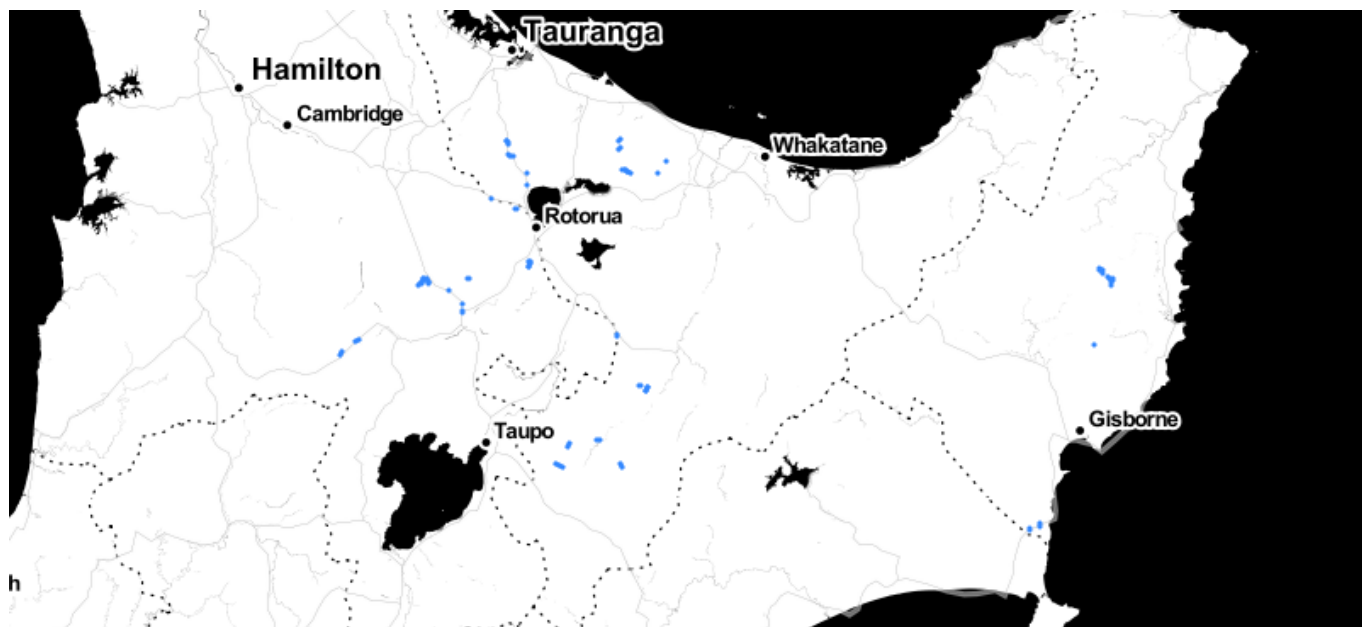 Tauranga
Hamilton
Cambridge
Whakatane
Rotorua
Gisborne
Taupo
h